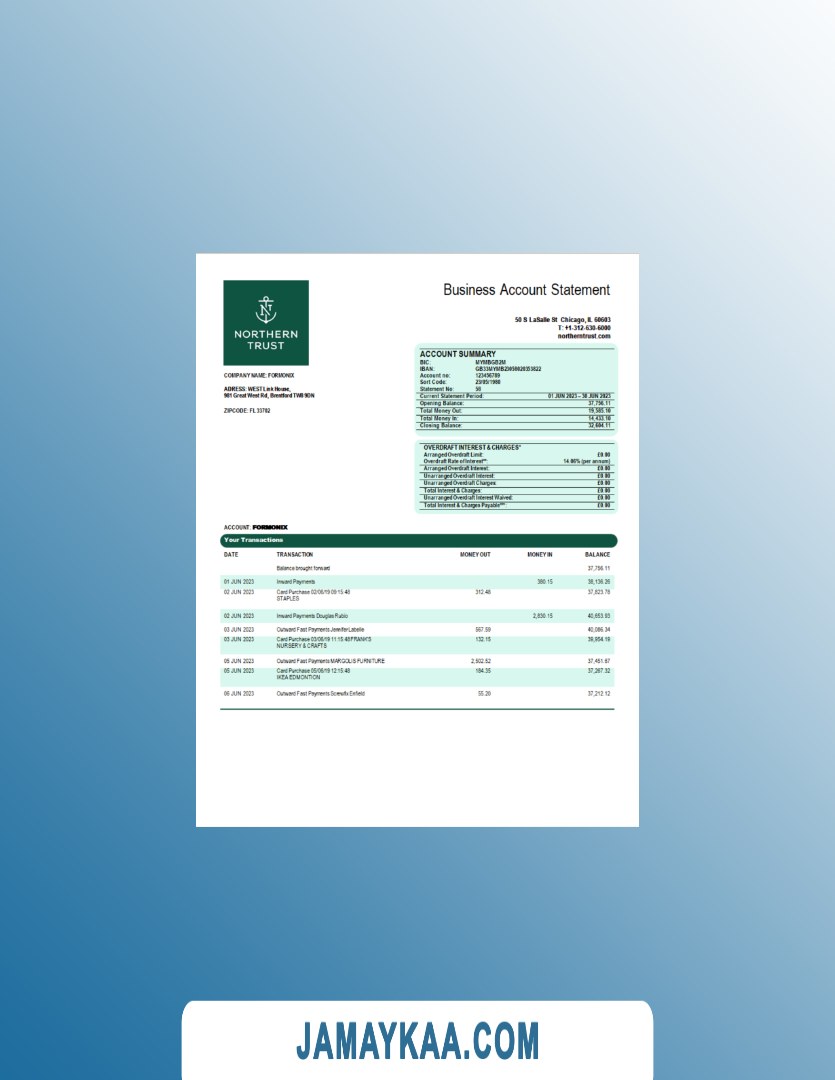 Business Account Statement
NORTHERN
TRUST
50 S LaSalle St Chicago, IL 60603
T: +1-312-630-6000
northerntrust.com
COMPANY NAME: FORMONIX
ADRESS: WEST Link House,
981 Great West Rd, Brentford TW8 9DN
ZIPCODE: FL 33702
ACCOUNT SUMMARY
BIC: MYMBGB2M
IBAN:
Account no: 123456789
Sort Code: 23/05/1980
Statement No: 98
Current Statement Period: 01 JUN 2023 – 30 JUN 2023
Opening Balance: 37,756.11
Total Money Out: 19,585.10
Total Money In: 14,433.10
Closing Balance: 32,604.11
OVERDRAFT INTEREST & CHARGES*
Arranged Overdraft Limit: £0.00
Overdraft Rate of Interest**: 14.06% (per annum)
Arranged Overdraft Interest: £0.00
Unarranged Overdraft Interest: £0.00
Unarranged Overdraft Charges: £0.00
Total Interest & Charges: £0.00
Unarranged Overdraft Interest Waived: £0.00
Total Interest & Charges Payable***: £0.00
ACCOUNT: FORMONIX
Your Transactions
DATE TRANSACTION MONEY OUT MONEY IN BALANCE
Balance brought forward 37,756.11
01 JUN 2023 Inward Payments 380.15
02 JUN 2023 Card Purchase 02/06/19 09:15:48 312.48 37,823.78
STAPLES
02 JUN 2023 Inward Payments Douglas Rubio 2,830.15 40,653.93
03 JUN 2023 Outward Fast Payments Jennifer Labelle 567.59 40,086.34
03 JUN 2023 Card Purchase 03/06/19 11:15:48 FRANK'S 132.15 39,954.19
NURSERY & CRAFTS
05 JUN 2023 Outward Fast Payments MARGOLIS FURNITURE 2,502.52 37,451.67
05 JUN 2023 Card Purchase 05/06/19 12:15:48 184.35 37,267.32
IKEA EDMONTION
06 JUN 2023 Outward Fast Payments Screwfix Enfield 55.20 37,212.12
JAMAYKAA.COM